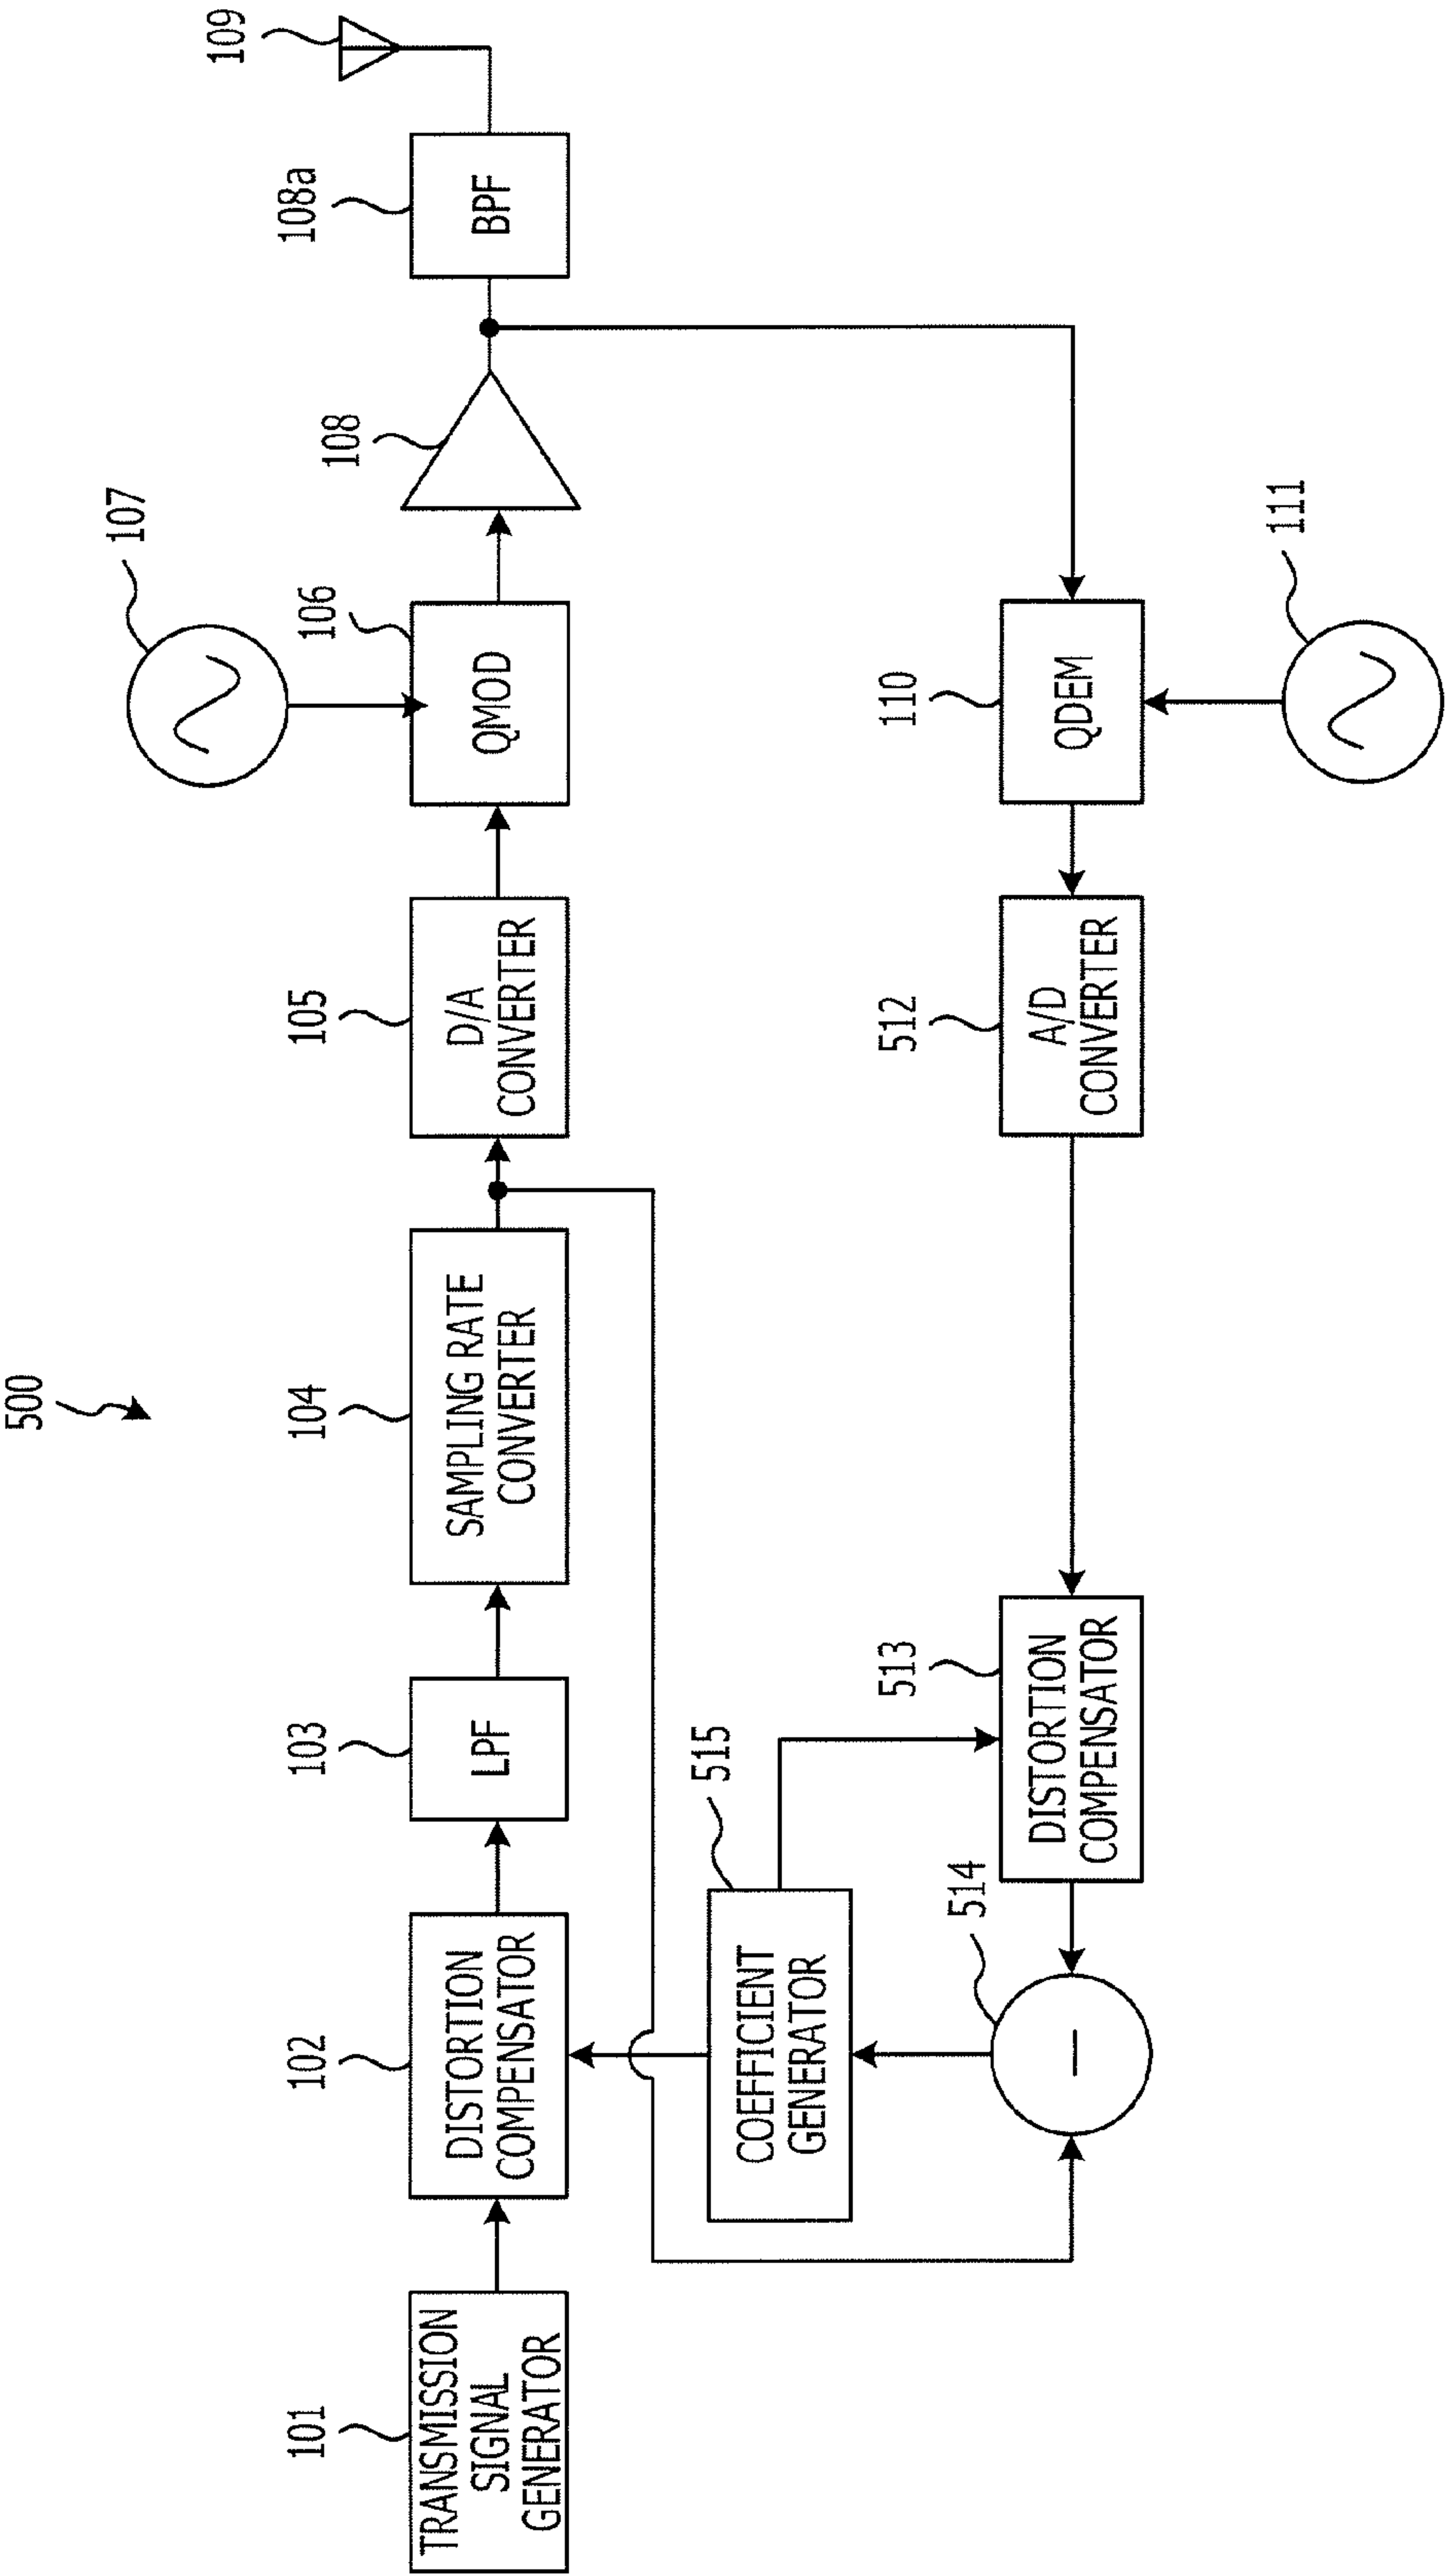 500
107
109
101
102
103
104
105
106
108
108a
TRANSMISSION
SIGNAL
GENERATOR
DISTORTION
COMPENSATOR
LPF
SAMPLING RATE
CONVERTER
D/A
CONVERTER
QMOD
BPF
515
COEFFICIENT
GENERATOR
514
513
512
110
−
DISTORTION
COMPENSATOR
A/D
CONVERTER
QDEM
111